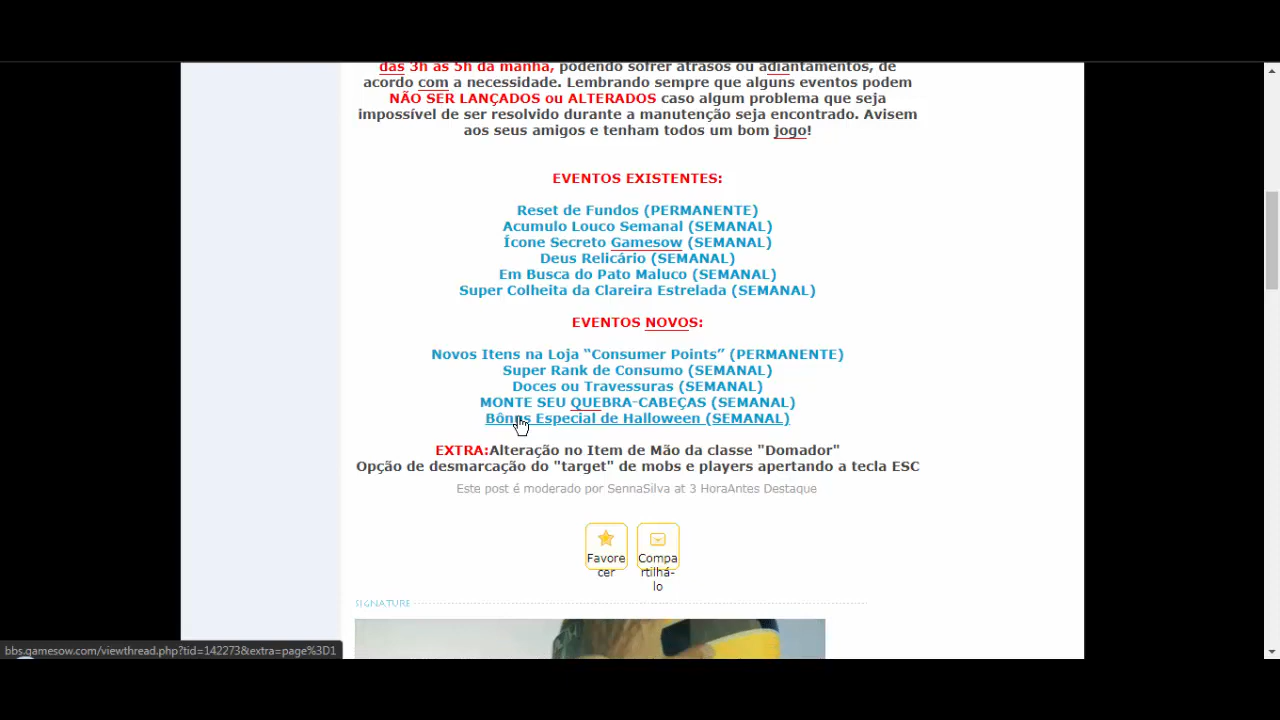 das 3h às 5h da manhã, podendo sofrer atrasos ou adiantamentos, de
acordo com a necessidade. Lembrando sempre que alguns eventos podem
NÃO SER LANÇADOS ou ALTERADOS caso algum problema que seja
impossível de ser resolvido durante a manutenção seja encontrado. Avisem
aos seus amigos e tenham todos um bom jogo!
EVENTOS EXISTENTES:
Reset de Fundos (PERMANENTE)
Acumulo Louco Semanal (SEMANAL)
Ícone Secreto Gamesow (SEMANAL)
Deus Relicário (SEMANAL)
Em Busca do Pato Maluco (SEMANAL)
Super Colheita da Clareira Estrelada (SEMANAL)
EVENTOS NOVOS:
Novos Itens na Loja “Consumer Points” (PERMANENTE)
Super Rank de Consumo (SEMANAL)
Doces ou Travessuras (SEMANAL)
MONTE SEU QUEBRA-CABEÇAS (SEMANAL)
Bônus Especial de Halloween (SEMANAL)
EXTRA:Alteração no Item de Mão da classe "Domador"
Opção de desmarcação do "target" de mobs e players apertando a tecla ESC
Este post é moderado por SennaSilva at 3 HoraAntes Destaque
Favore
cer
Compa
rtilhá-
lo
SIGNATURE
bbs.gamesow.com/viewthread.php?tid=142273&extra=page%3D1